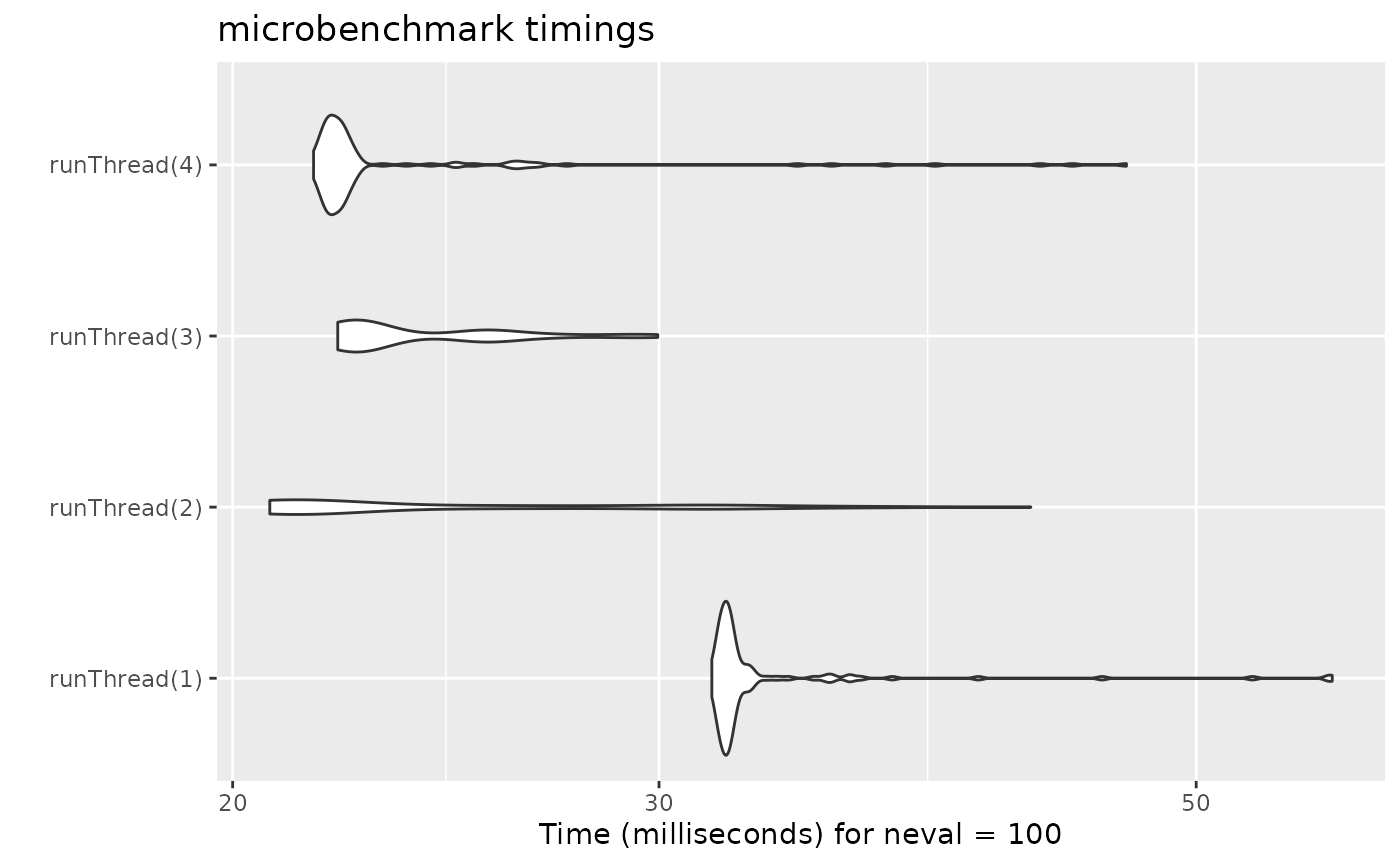 microbenchmark timings
runThread(4)
runThread(3)
runThread(2)
runThread(1)
20 30 50
Time (milliseconds) for neval = 100